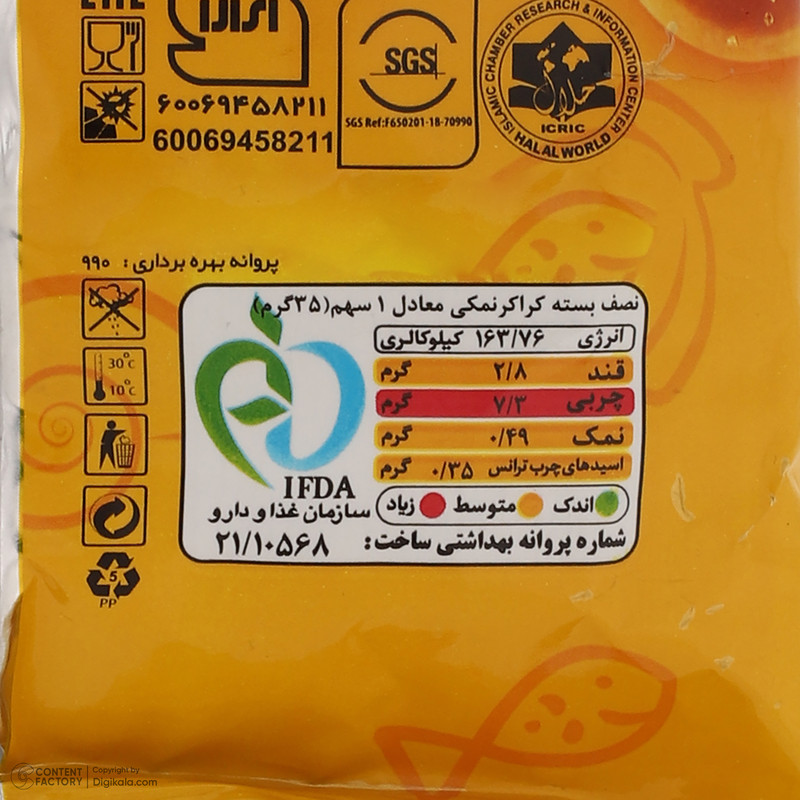 ایران
SGS
SGS Ref:F650201-18-70990
ISLAMIC CHAMBER RESEARCH & INFORMATION CENTER
حلال
ICRIC
HALAL WORLD
۶۰۰۶۹۴۵۸۲۱۱
60069458211
پروانه بهره برداری: ۹۹۰
نصف بسته کراکرنمکی معادل ۱ سهم(۳۵گرم)
انرژی ۱۶۳/۷۶ کیلوکالری
قند ۲/۸ گرم
چربی ۷/۳ گرم
نمک ۰/۴۹ گرم
اسیدهای چرب ترانس ۰/۳۵ گرم
اندک متوسط زیاد
IFDA
سازمان غذا و دارو
شماره پروانه بهداشتی ساخت: ۲۱/۱۰۵۶۸
30°c
10°c
5
PP
CONTENT FACTORY
Copyright by
Digikala.com